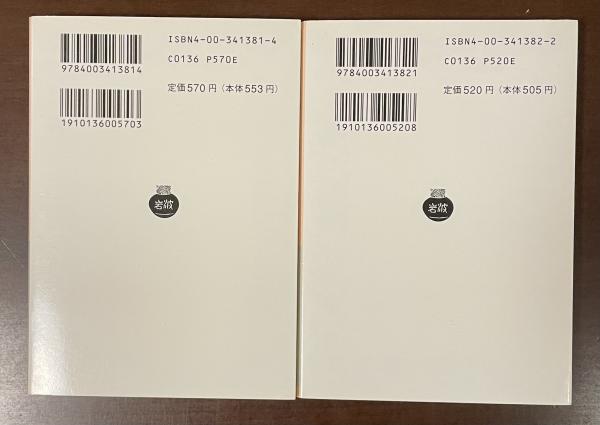 ISBN4-00-341381-4
C0136 P570E
9784003413814
定価570円（本体553円）
1910136005703
岩波
ISBN4-00-341382-2
C0136 P520E
9784003413821
定価520円（本体505円）
1910136005208
岩波